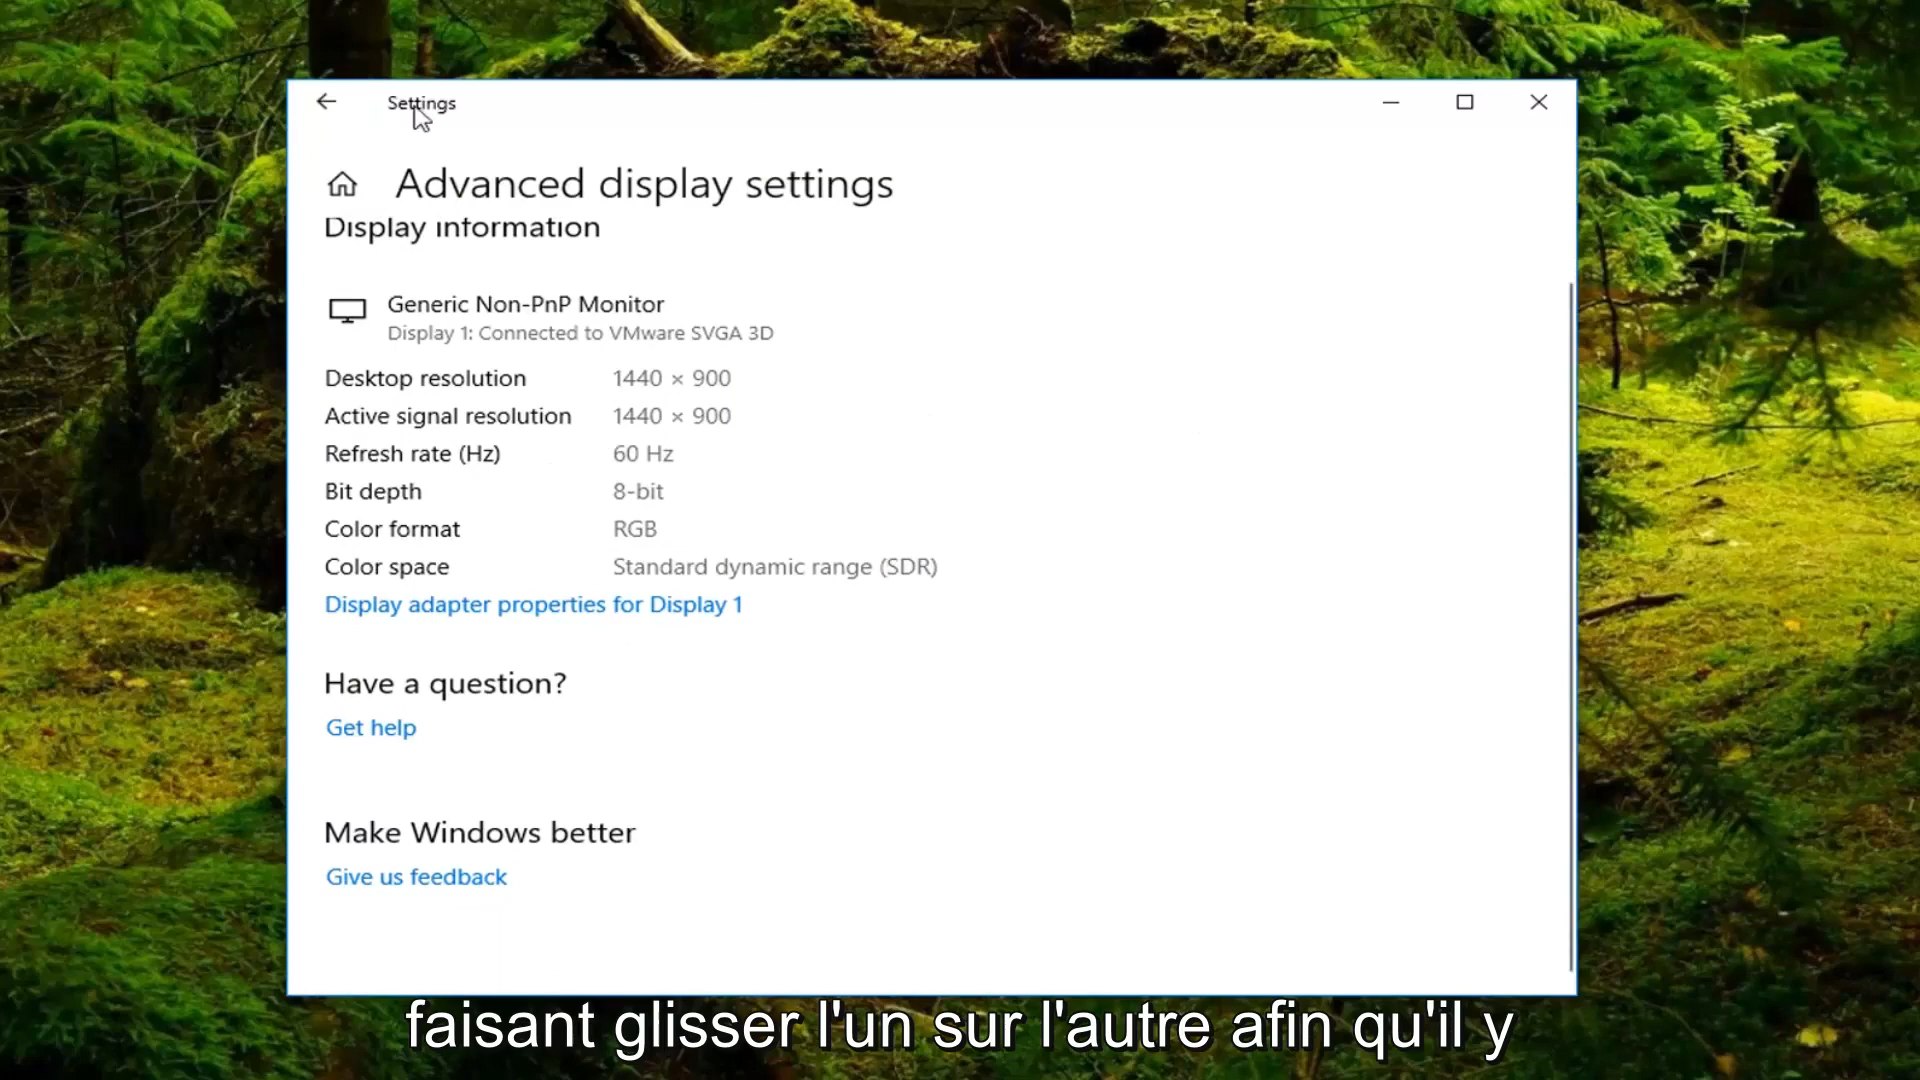 Settings
Advanced display settings
Display information
Generic Non-PnP Monitor
Display 1: Connected to VMware SVGA 3D
Desktop resolution 1440 × 900
Active signal resolution 1440 × 900
Refresh rate (Hz) 60 Hz
Bit depth 8-bit
Color format RGB
Color space Standard dynamic range (SDR)
Display adapter properties for Display 1
Have a question?
Get help
Make Windows better
Give us feedback
faisant glisser l'un sur l'autre afin qu'il y